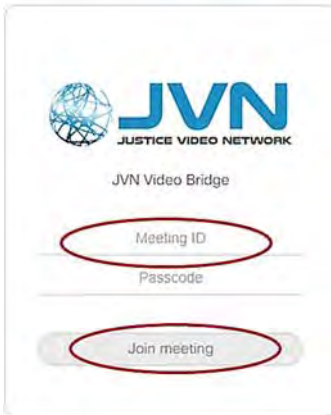 JVN
JUSTICE VIDEO NETWORK
JVN Video Bridge
Meeting ID
Passcode
Join meeting